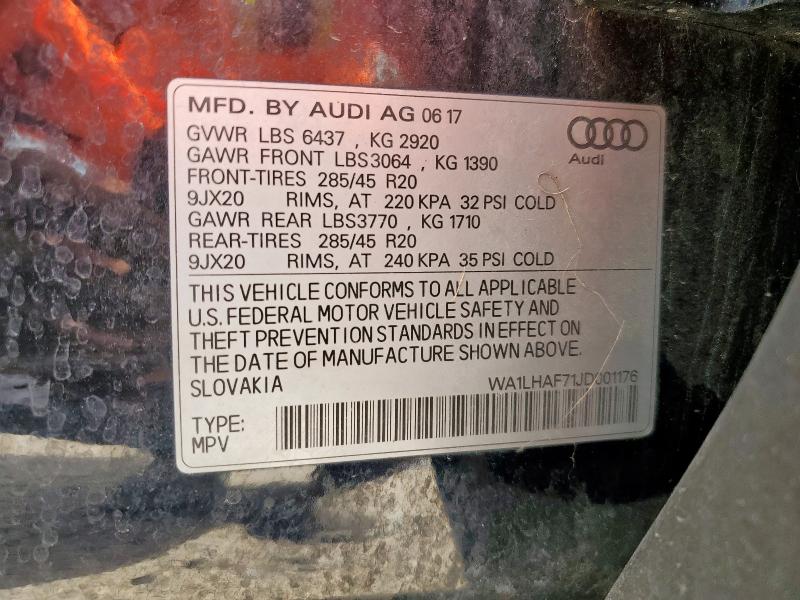 MFD. BY AUDI AG 06 17
GVWR LBS 6437 , KG 2920
GAWR FRONT LBS3064 , KG 1390
FRONT-TIRES 285/45 R20
9JX20 RIMS, AT 220 KPA 32 PSI COLD
GAWR REAR LBS3770 , KG 1710
REAR-TIRES 285/45 R20
9JX20 RIMS, AT 240 KPA 35 PSI COLD
Audi
THIS VEHICLE CONFORMS TO ALL APPLICABLE
U.S. FEDERAL MOTOR VEHICLE SAFETY AND
THEFT PREVENTION STANDARDS IN EFFECT ON
THE DATE OF MANUFACTURE SHOWN ABOVE.
SLOVAKIA WA1LHAF71JD001176
TYPE:
MPV